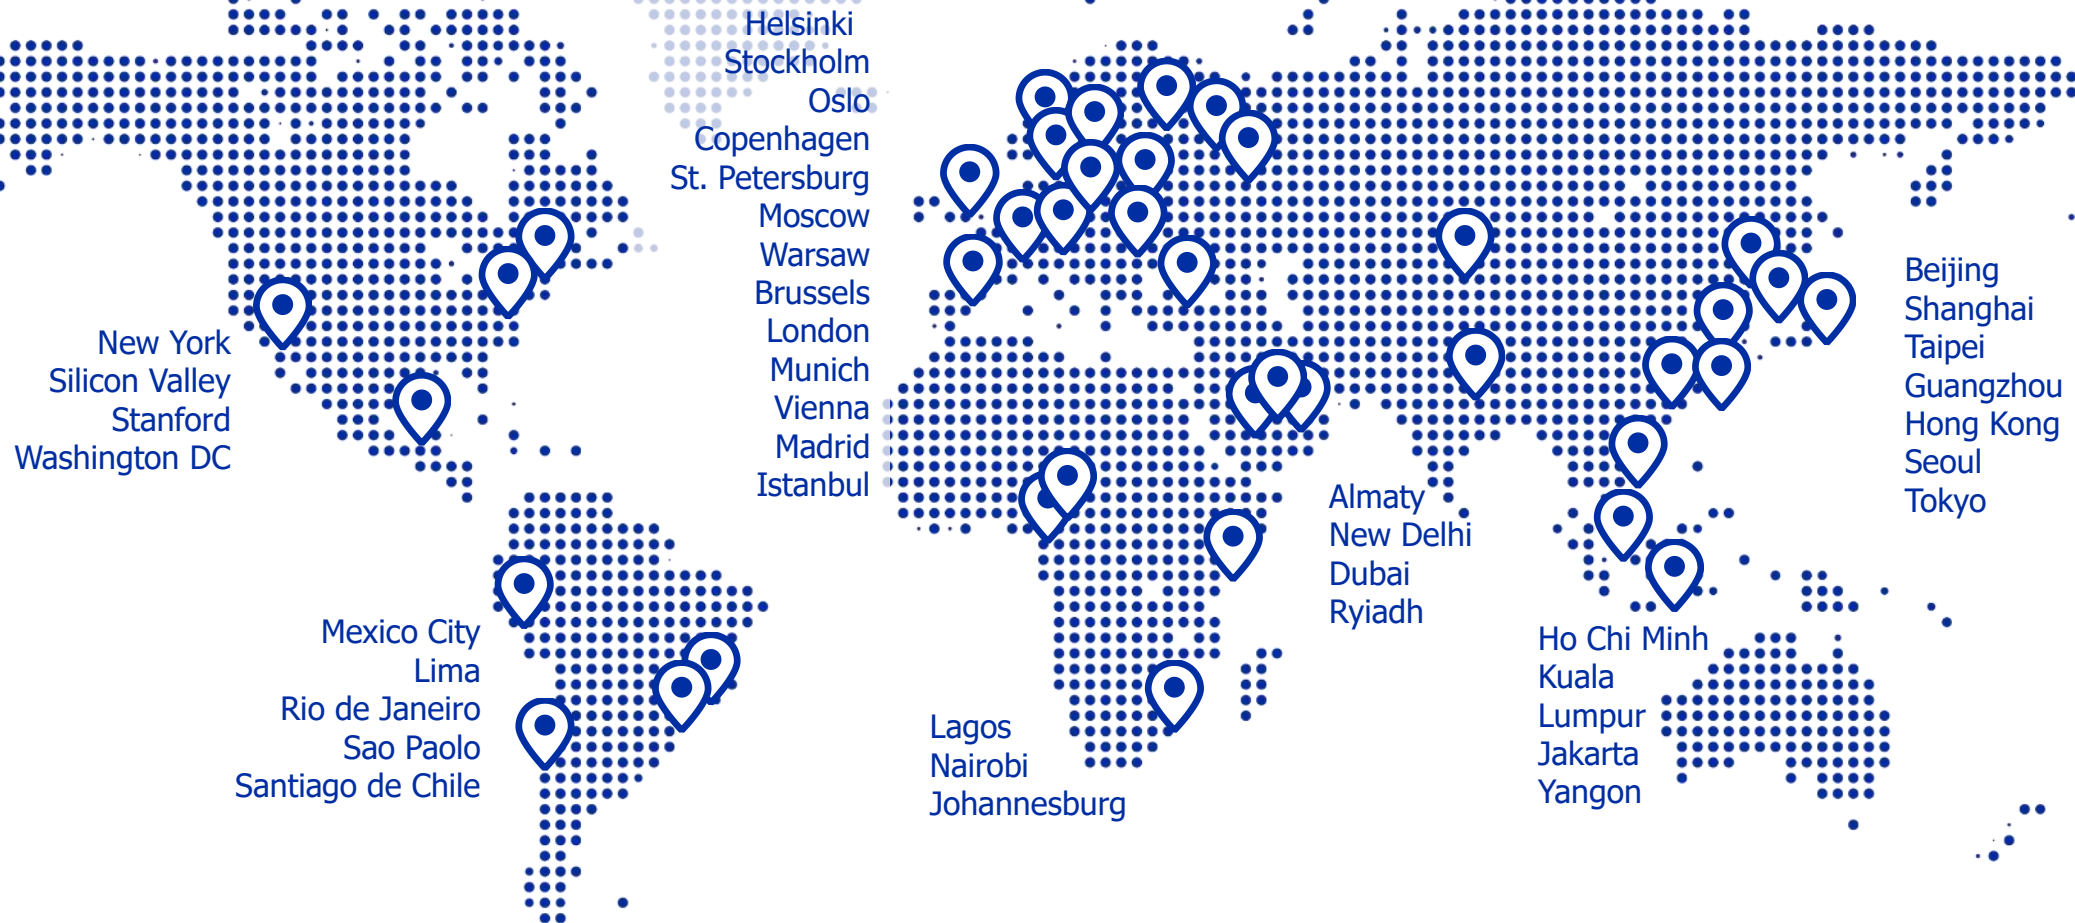 Helsinki
Stockholm
Oslo
Copenhagen
St. Petersburg
Moscow
Warsaw
Brussels
London
Munich
Vienna
Madrid
Istanbul
New York
Silicon Valley
Stanford
Washington DC
Mexico City
Lima
Rio de Janeiro
Sao Paolo
Santiago de Chile
Lagos
Nairobi
Johannesburg
Almaty
New Delhi
Dubai
Ryiadh
Ho Chi Minh
Kuala
Lumpur
Jakarta
Yangon
Beijing
Shanghai
Taipei
Guangzhou
Hong Kong
Seoul
Tokyo